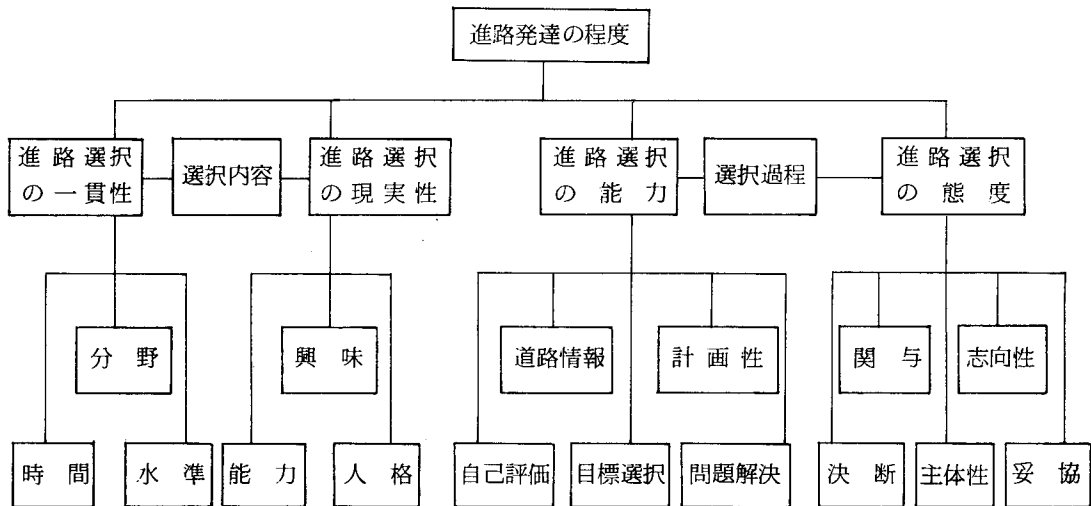 進路発達の程度
進路選択
の一貫性
選択内容
進路選択
の現実性
進路選択
の能力
選択過程
進路選択
の態度
分野
興味
道路情報
計画性
関与
志向性
時間
水準
能力
人格
自己評価
目標選択
問題解決
決断
主体性
妥協